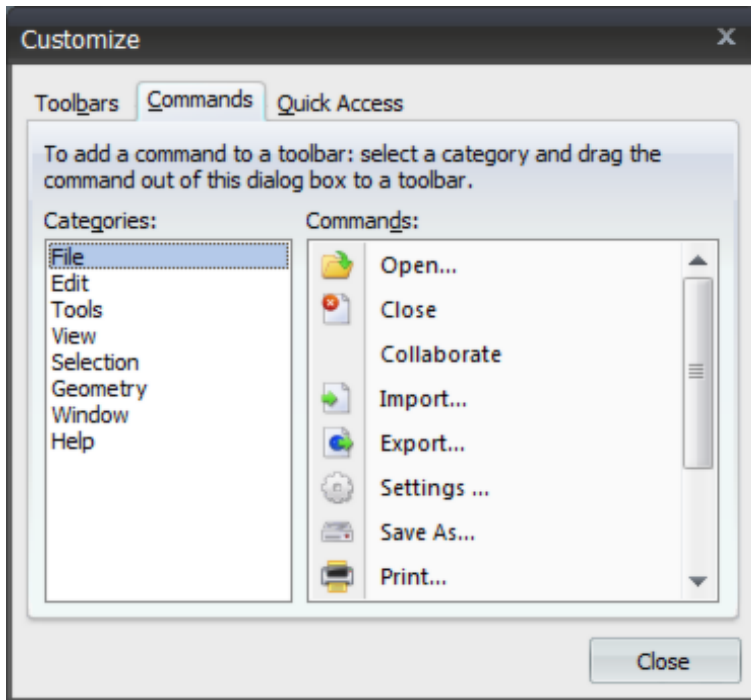 Customize
Toolbars Commands Quick Access
To add a command to a toolbar: select a category and drag the
command out of this dialog box to a toolbar.
Categories:
File
Edit
Tools
View
Selection
Geometry
Window
Help
Commands:
Open...
Close
Collaborate
Import...
Export...
Settings ...
Save As...
Print...
Close